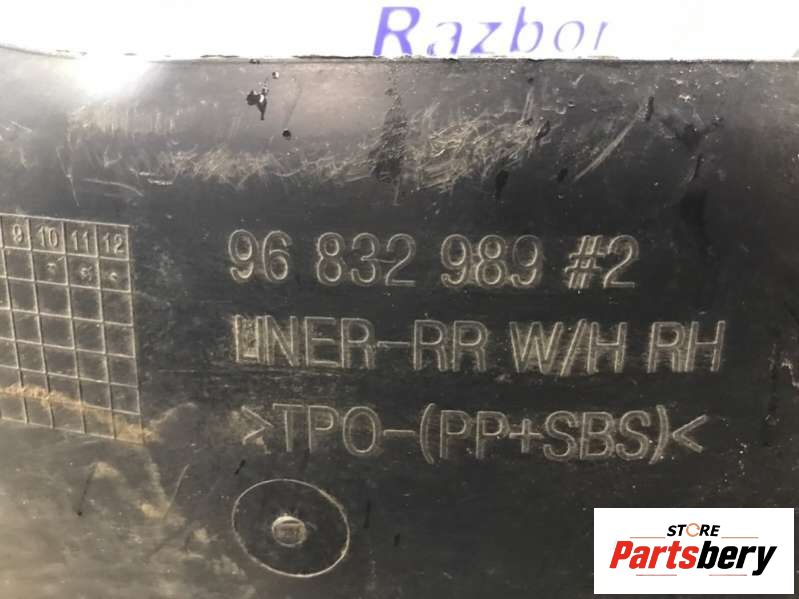 Razbor
9 10 11 12
96 832 989 #2
LINER-RR W/H RH
>TPO-(PP+SBS)<
STORE
Partsbery